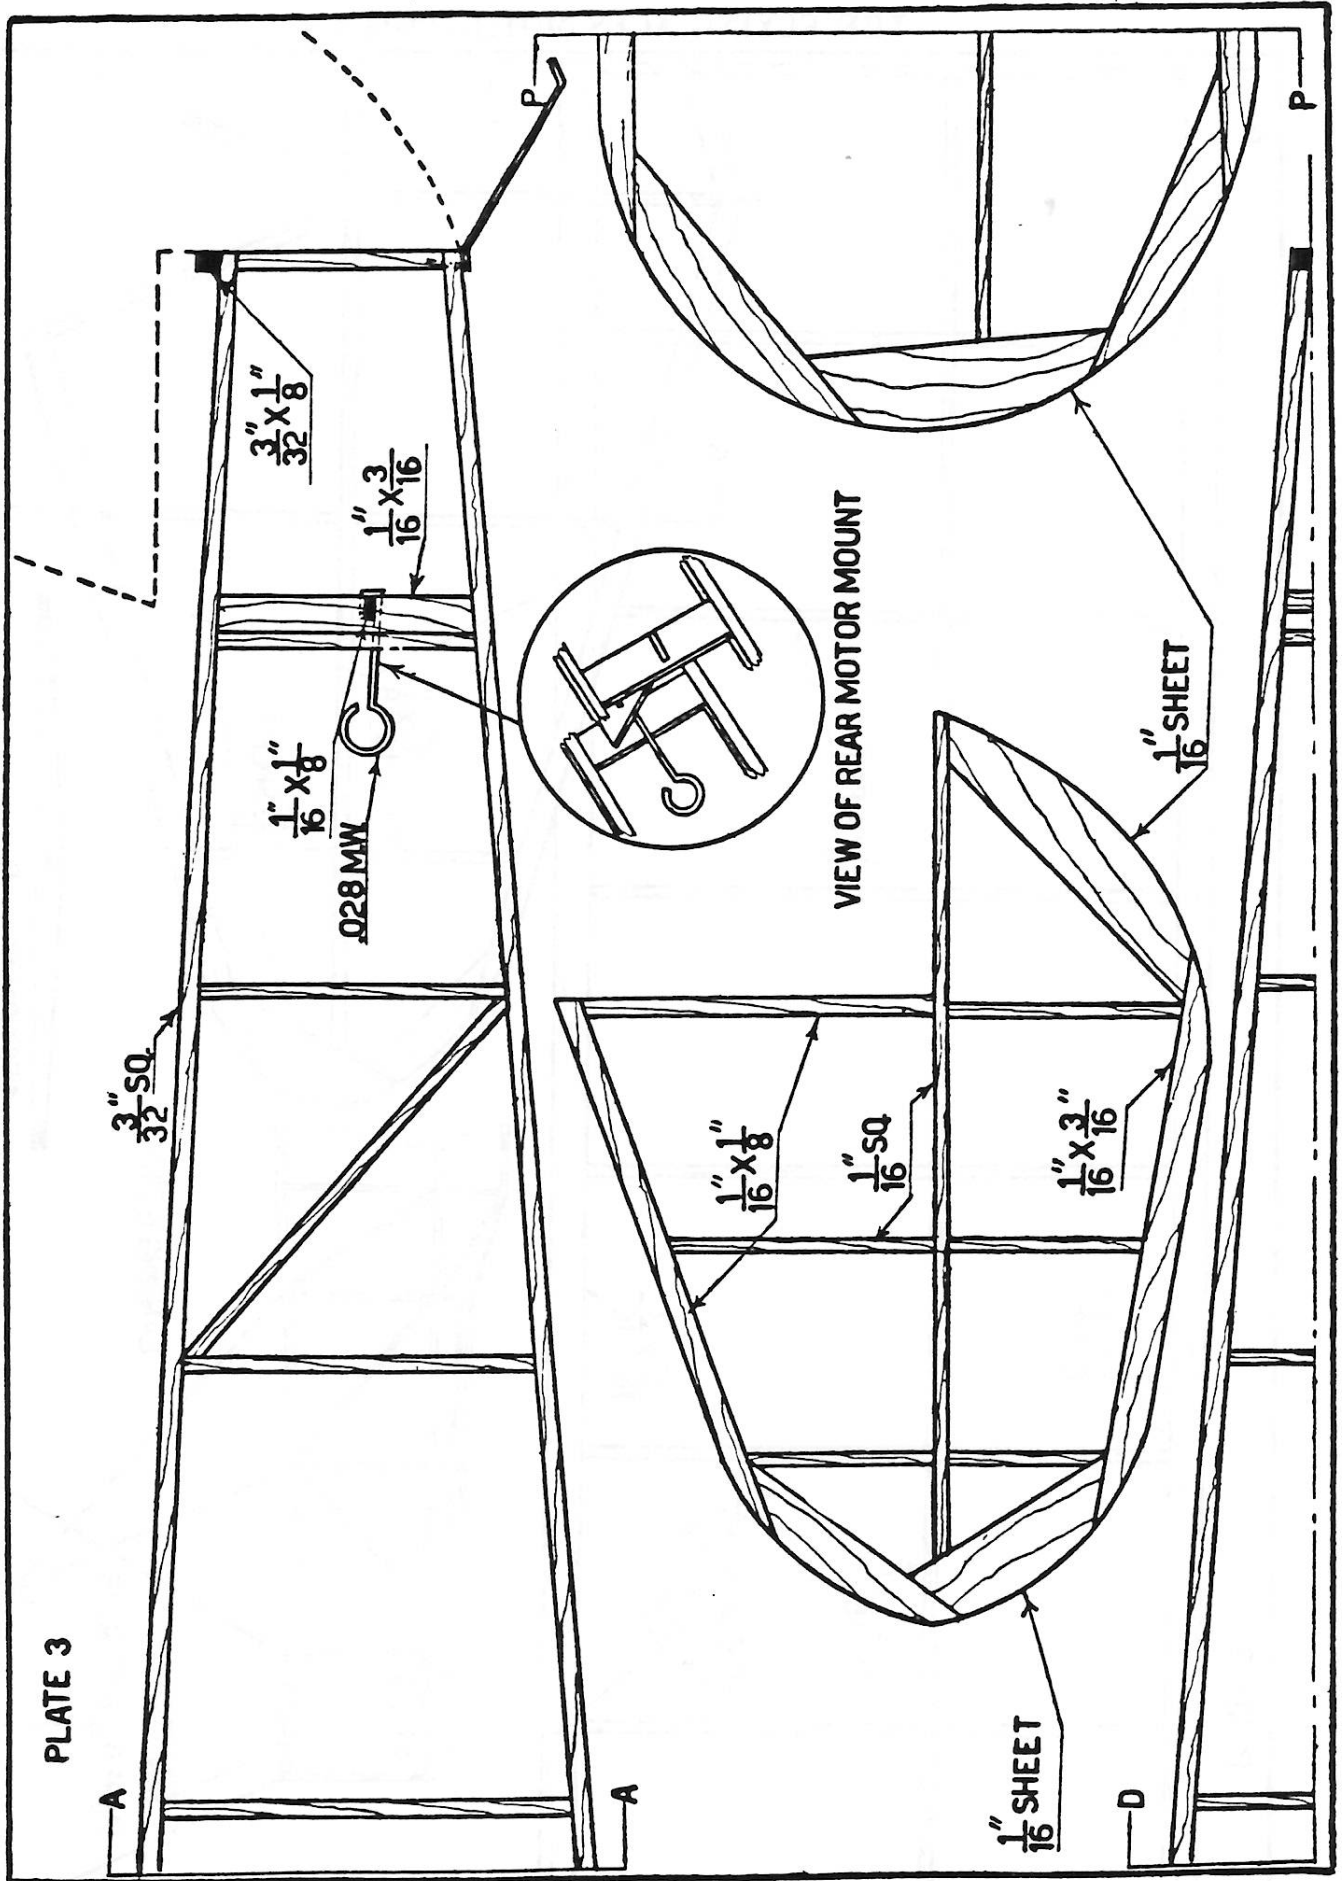 PLATE 3
A
A
D
P
P
3/32" SQ.
3/32" X 1/8"
1/16" X 3/16
1/16" X 1/8"
.028 MW
VIEW OF REAR MOTOR MOUNT
1/16" X 1/8"
1/16" SQ
1/16" X 3/16"
1/16" SHEET
1/16" SHEET